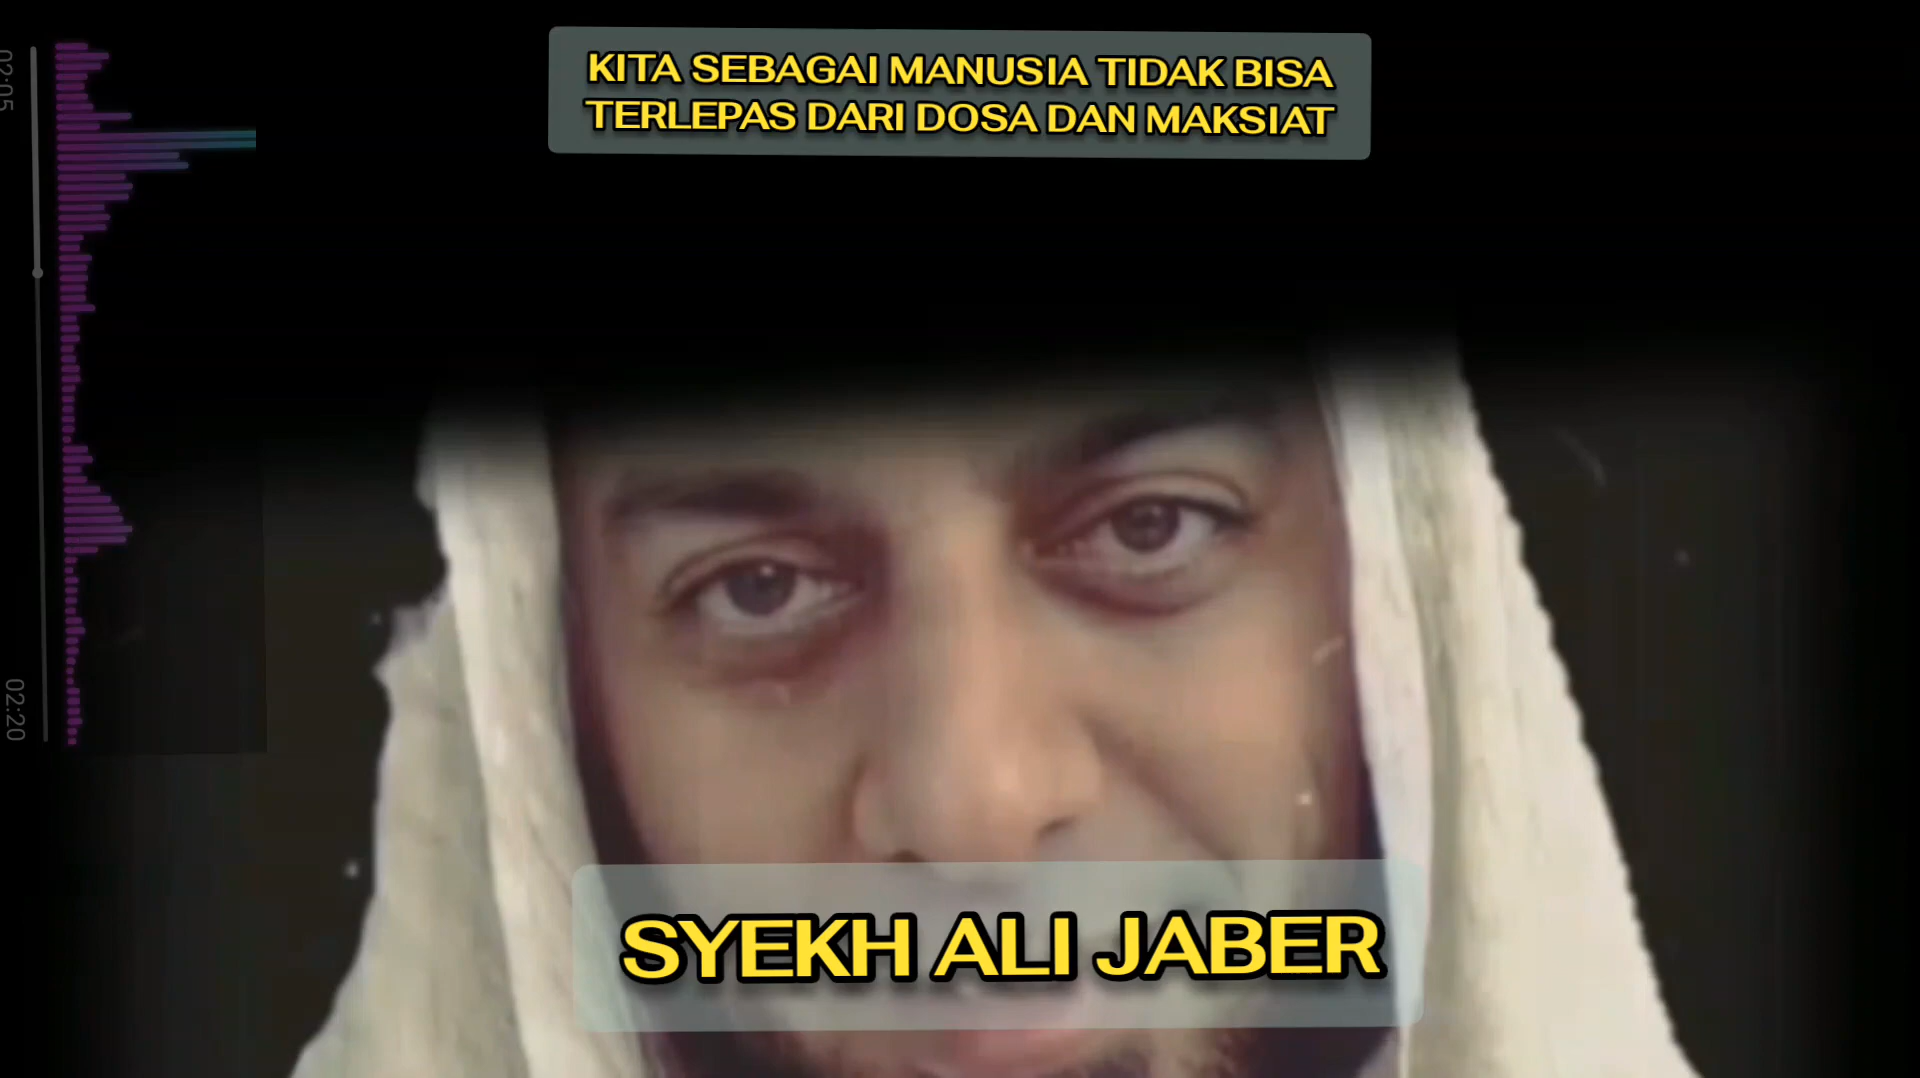 KITA SEBAGAI MANUSIA TIDAK BISA
TERLEPAS DARI DOSA DAN MAKSIAT
02:05
02:20
SYEKH ALI JABER